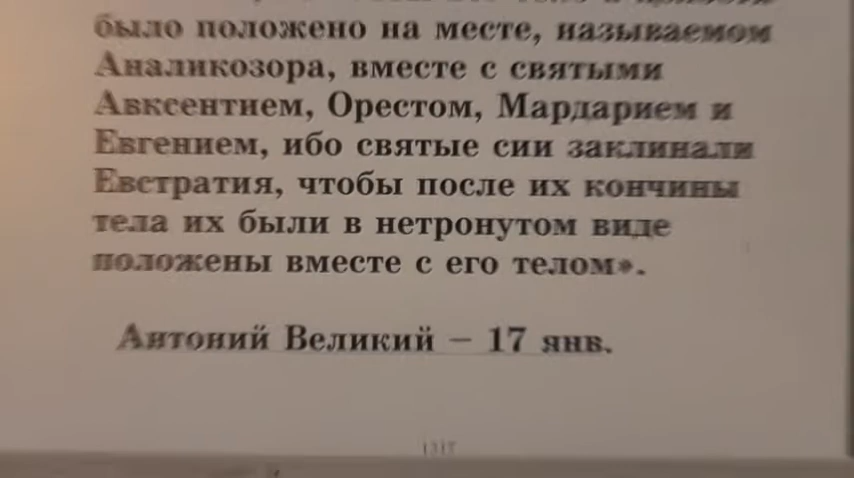 было положено на месте, называемом
Аналикозора, вместе с святыми
Авксентием, Орестом, Мардарием и
Евгением, ибо святые сии заклинали
Евстратия, чтобы после их кончины
тела их были в нетронутом виде
положены вместе с его телом».
Антоний Великий – 17 янв.